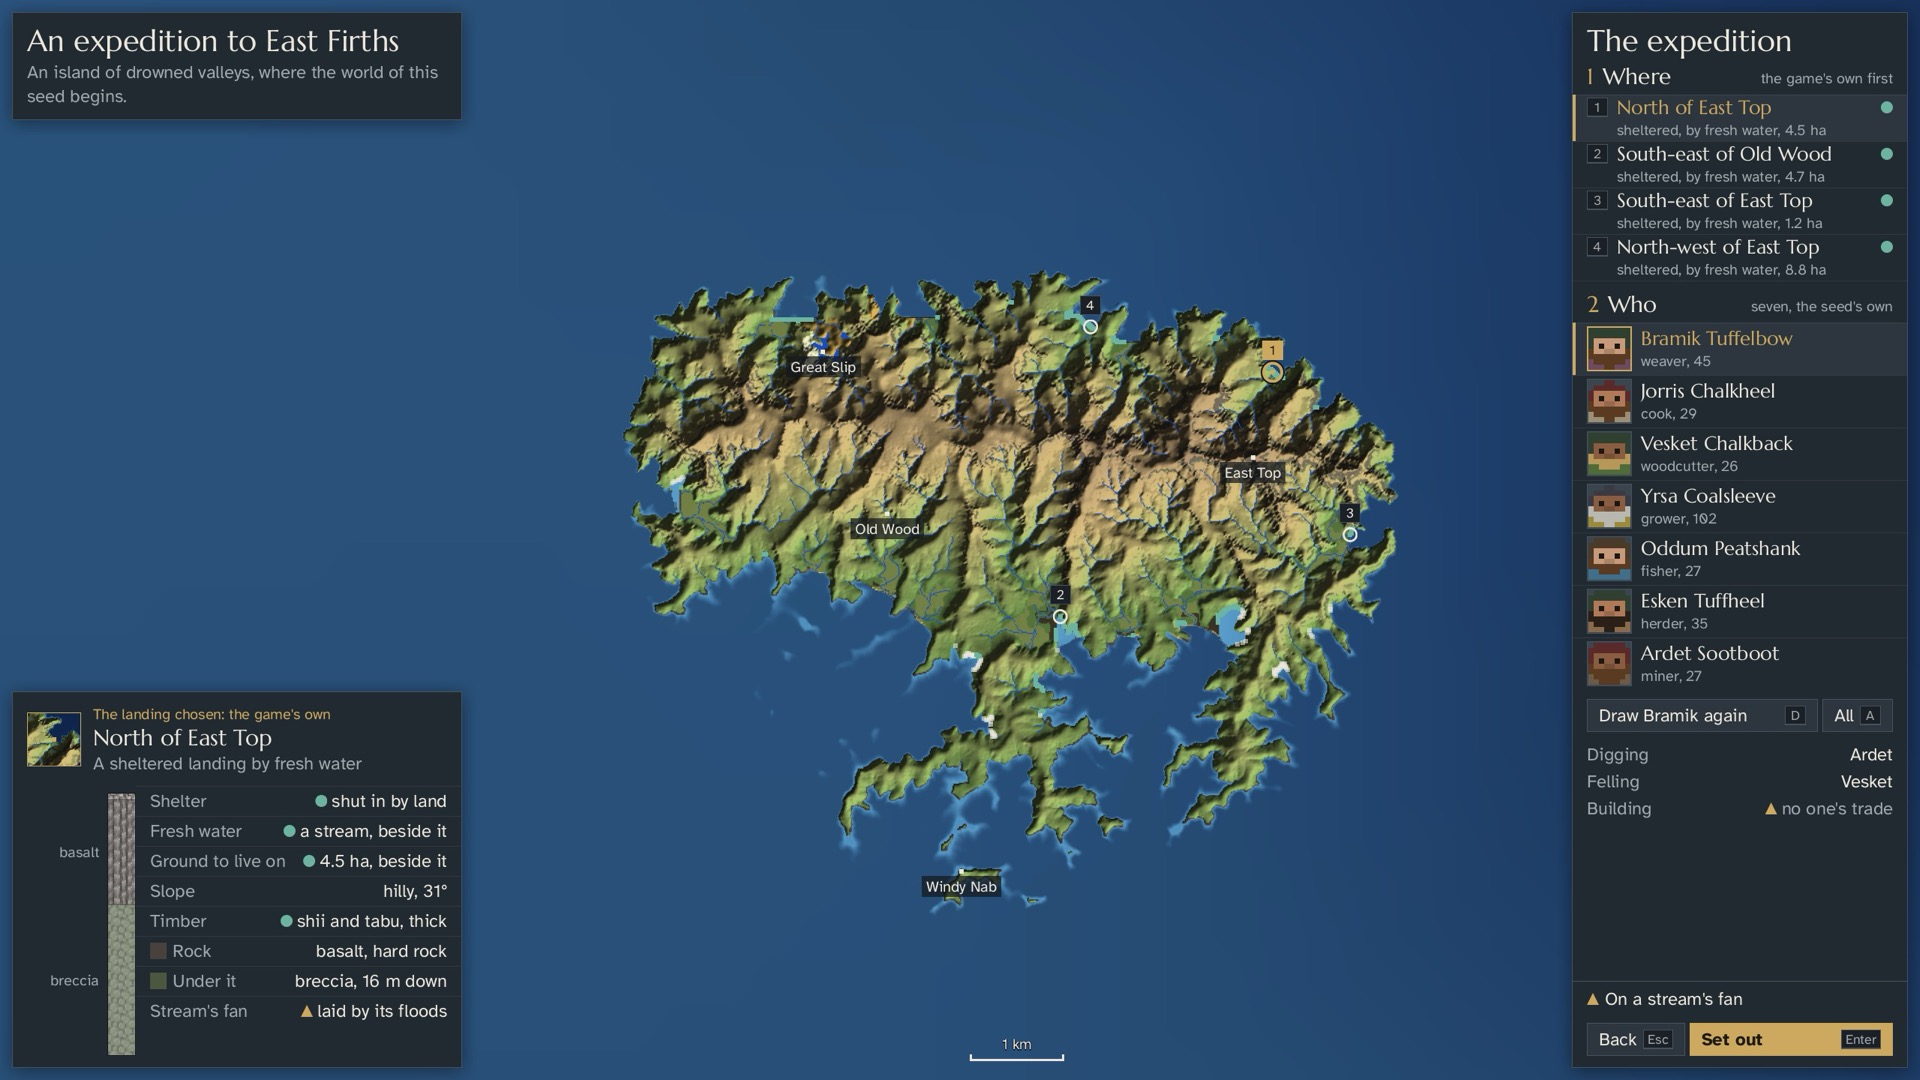 An expedition to East Firths
An island of drowned valleys, where the world of this
seed begins.
The expedition
1 Where
the game's own first
1 North of East Top
sheltered, by fresh water, 4.5 ha
2 South-east of Old Wood
sheltered, by fresh water, 4.7 ha
3 South-east of East Top
sheltered, by fresh water, 1.2 ha
4 North-west of East Top
sheltered, by fresh water, 8.8 ha
2 Who
seven, the seed's own
Bramik Tuffelbow
weaver, 45
Jorris Chalkheel
cook, 29
Vesket Chalkback
woodcutter, 26
Yrsa Coalsleeve
grower, 102
Oddum Peatshank
fisher, 27
Esken Tuffheel
herder, 35
Ardet Sootboot
miner, 27
Draw Bramik again D
All A
Digging Ardet
Felling Vesket
Building no one's trade
On a stream's fan
Back Esc
Set out Enter
4
1
Great Slip
East Top
3
Old Wood
2
Windy Nab
1 km
The landing chosen: the game's own
North of East Top
A sheltered landing by fresh water
basalt
breccia
Shelter shut in by land
Fresh water a stream, beside it
Ground to live on 4.5 ha, beside it
Slope hilly, 31°
Timber shii and tabu, thick
Rock basalt, hard rock
Under it breccia, 16 m down
Stream's fan laid by its floods